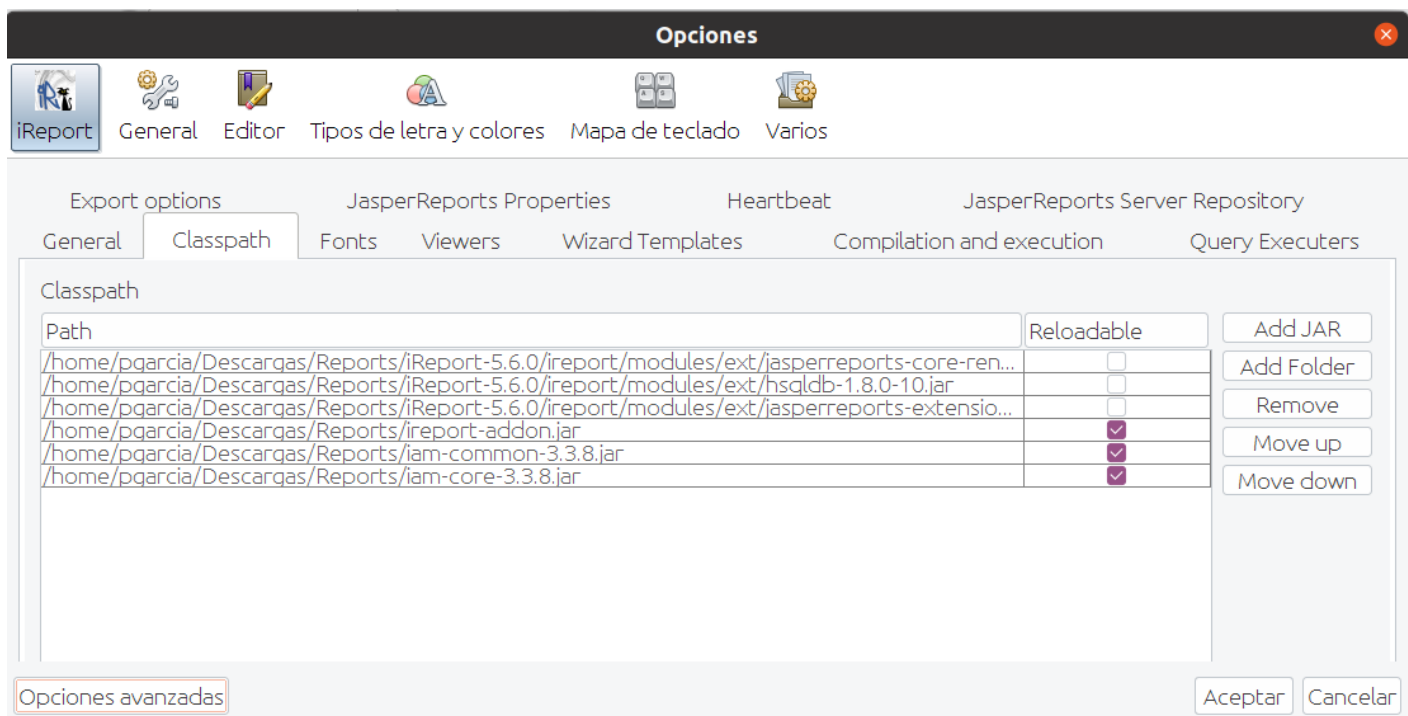 Opciones
iReport General Editor Tipos de letra y colores Mapa de teclado Varios
Export options JasperReports Properties Heartbeat JasperReports Server Repository
General Classpath Fonts Viewers Wizard Templates Compilation and execution Query Executers
Classpath
Path Reloadable Add JAR
/home/pgarcia/Descargas/Reports/iReport-5.6.0/ireport/modules/ext/jasperreports-core-ren...
Add Folder
/home/pgarcia/Descargas/Reports/iReport-5.6.0/ireport/modules/ext/hsqldb-1.8.0-10.jar
/home/pgarcia/Descargas/Reports/iReport-5.6.0/ireport/modules/ext/jasperreports-extensio...
Remove
/home/pgarcia/Descargas/Reports/ireport-addon.jar
Move up
/home/pgarcia/Descargas/Reports/iam-common-3.3.8.jar
/home/pgarcia/Descargas/Reports/iam-core-3.3.8.jar
Move down
Opciones avanzadas Aceptar Cancelar